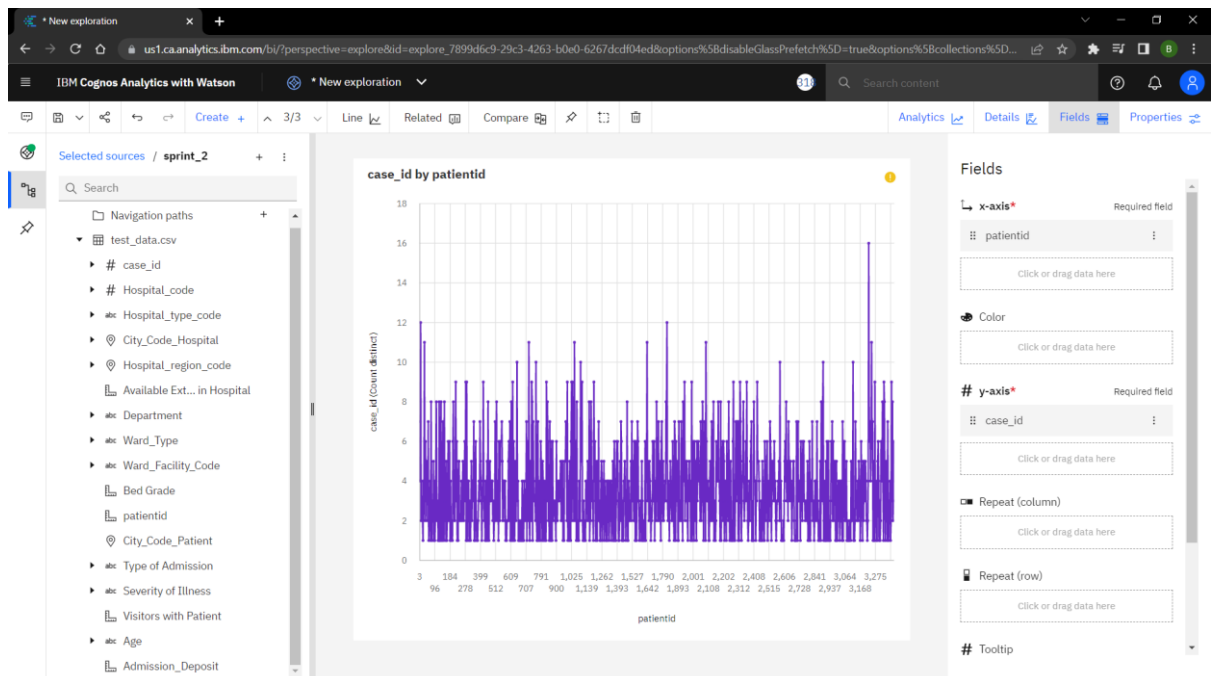 * New exploration
us1.ca.analytics.ibm.com/bi/?perspective=explore&id=explore_7899d6c9-29c3-4263-b0e0-6267dcdf04ed&options%5BdisableGlassPrefetch%5D=true&options%5Bcollections%5D...
B
IBM Cognos Analytics with Watson
* New exploration
Search content
Create +
3/3
Line
Related
Compare
Analytics
Details
Fields
Properties
Selected sources / sprint_2
Search
Navigation paths
test_data.csv
# case_id
# Hospital_code
abc Hospital_type_code
City_Code_Hospital
Hospital_region_code
Available Ext... in Hospital
abc Department
abc Ward_Type
abc Ward_Facility_Code
Bed Grade
patientid
City_Code_Patient
abc Type of Admission
abc Severity of Illness
Visitors with Patient
abc Age
Admission_Deposit
case_id by patientid
case_id (Count distinct)
18
16
14
12
10
8
6
4
2
0
3 184 399 609 791 1,025 1,262 1,527 1,790 2,001 2,202 2,408 2,606 2,841 3,064 3,275
96 278 512 707 900 1,139 1,393 1,642 1,893 2,108 2,312 2,515 2,728 2,937 3,168
patientid
Fields
x-axis* Required field
patientid
Click or drag data here
Color
Click or drag data here
# y-axis* Required field
case_id
Click or drag data here
Repeat (column)
Click or drag data here
Repeat (row)
Click or drag data here
# Tooltip